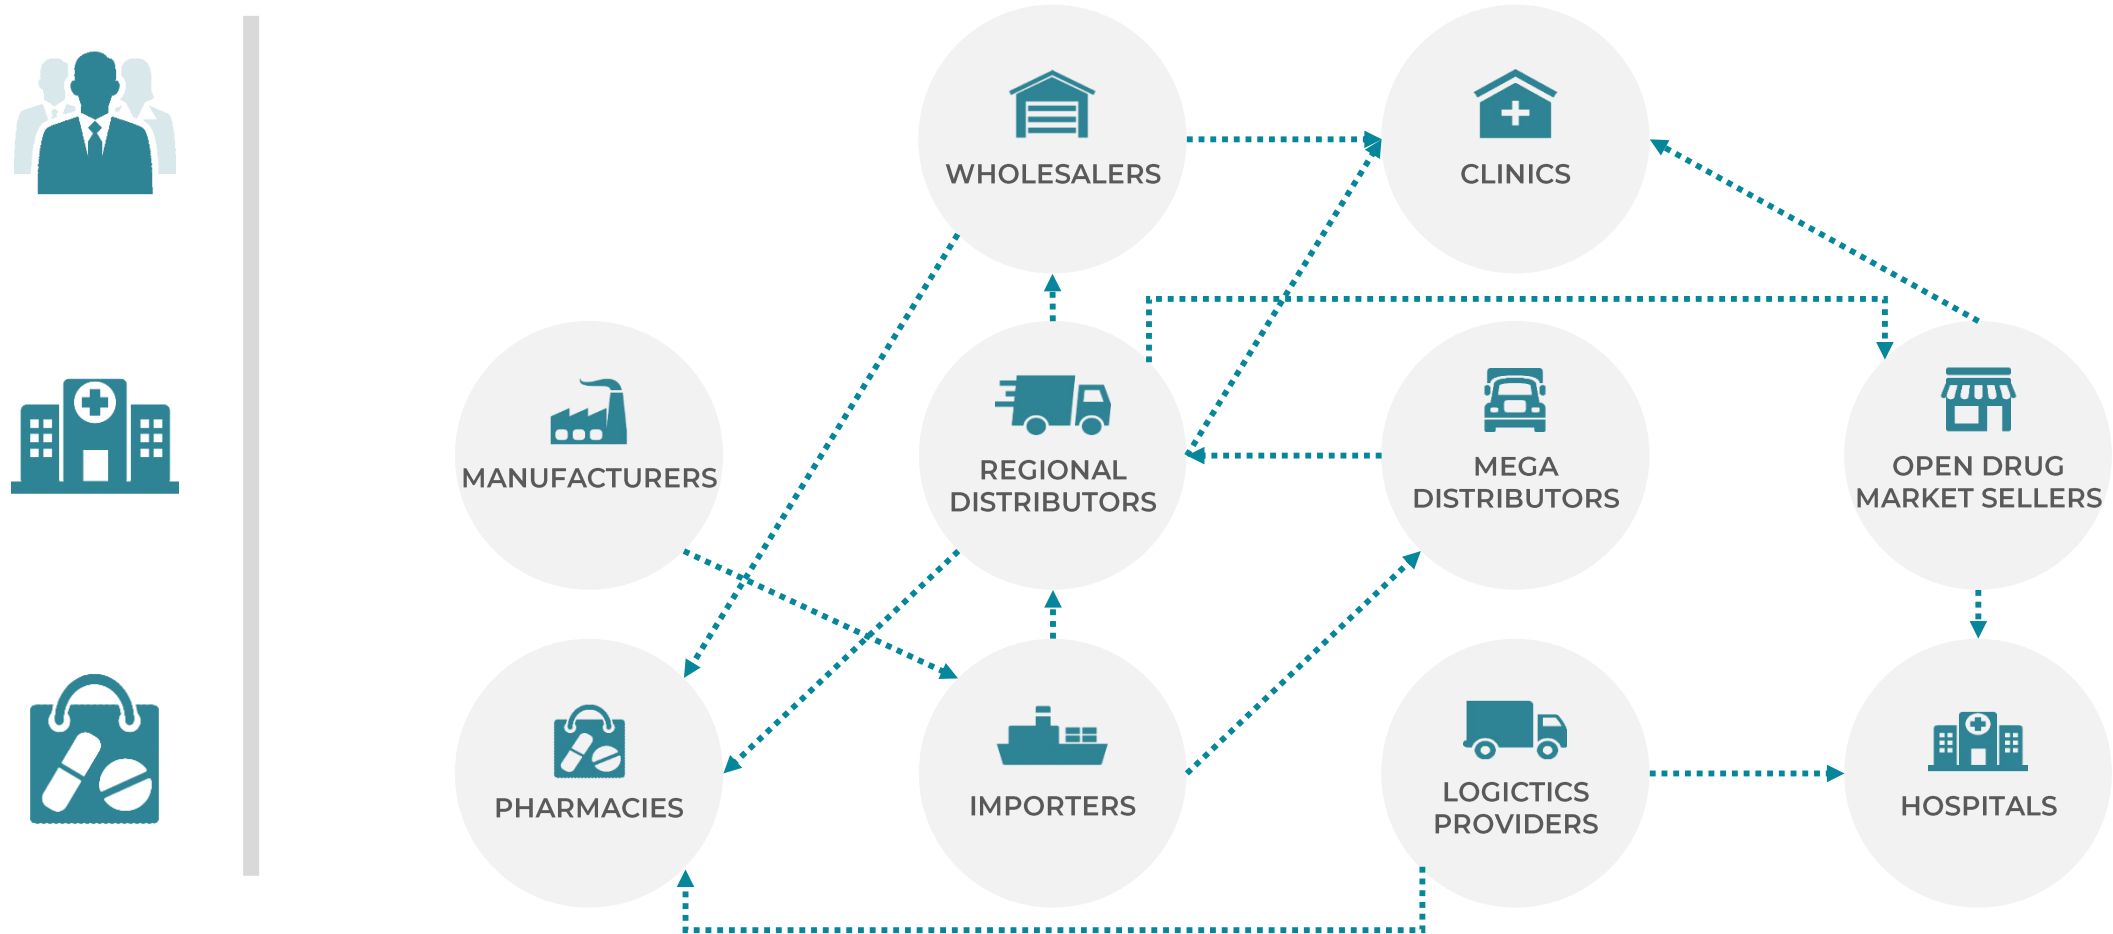 WHOLESALERS
CLINICS
MANUFACTURERS
REGIONAL
DISTRIBUTORS
MEGA
DISTRIBUTORS
OPEN DRUG
MARKET SELLERS
PHARMACIES
IMPORTERS
LOGICTICS
PROVIDERS
HOSPITALS